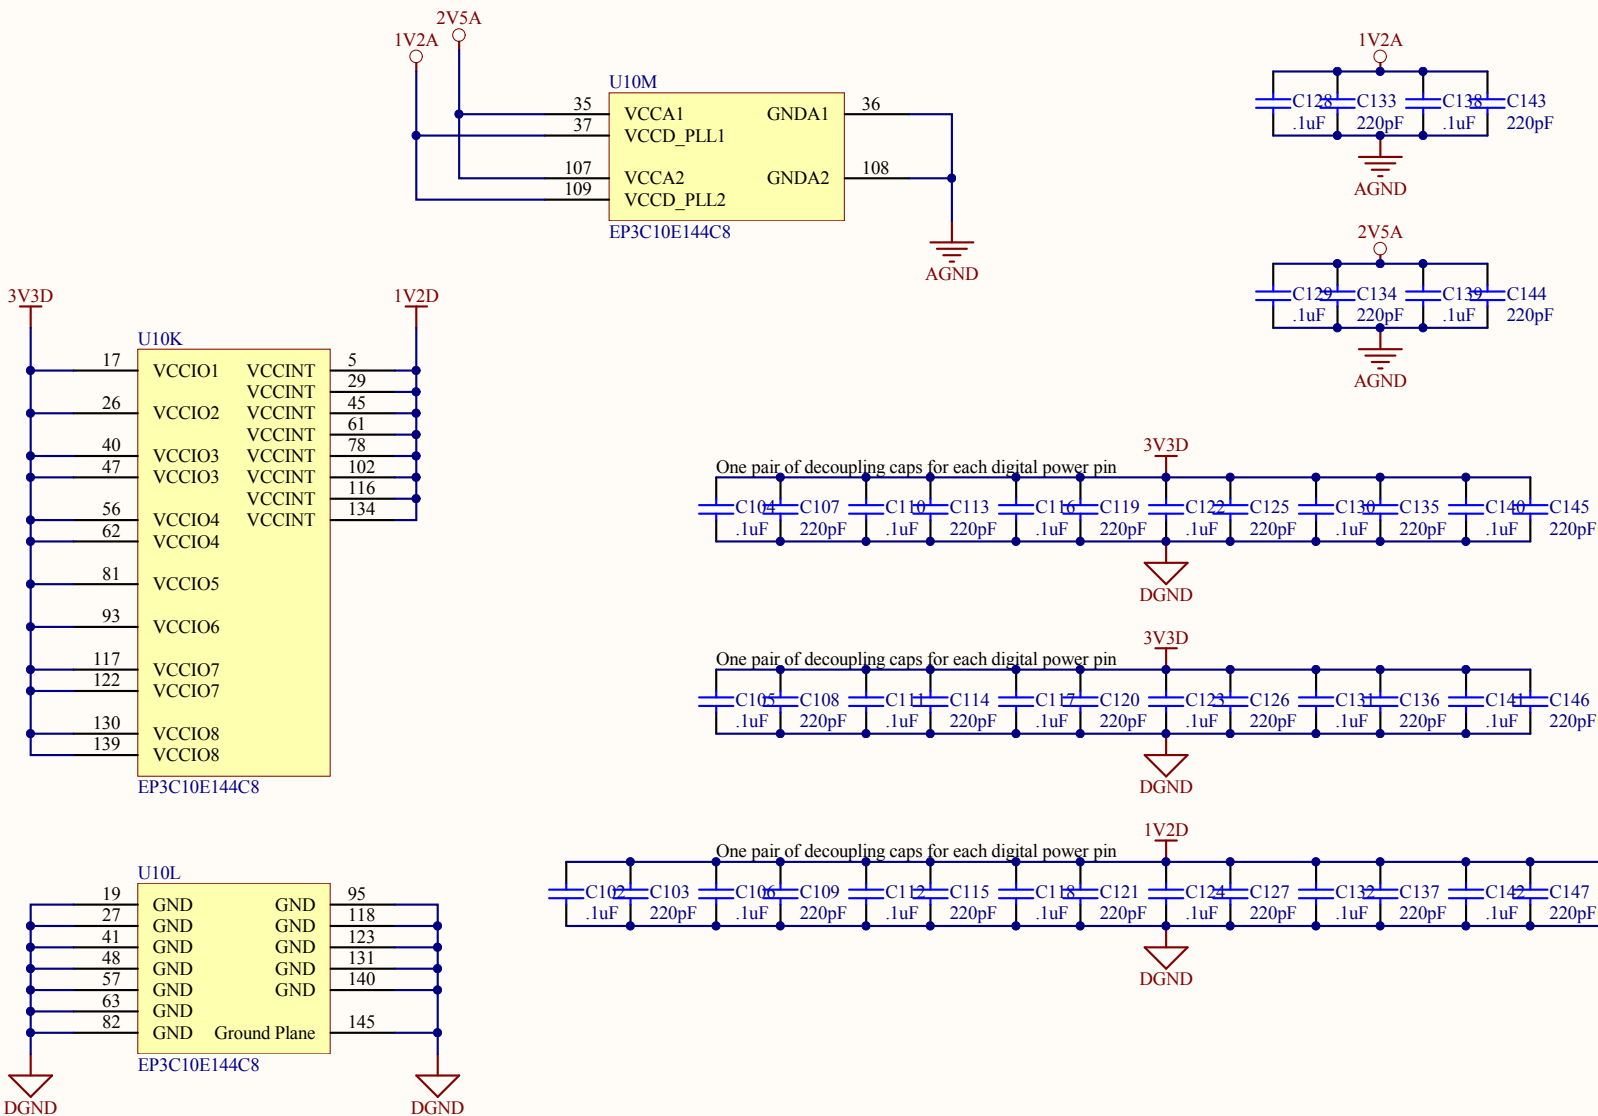 2V5A
1V2A
U10M
35 VCCA1 GNDA1 36
37 VCCD_PLL1
107 VCCA2 GNDA2 108
109 VCCD_PLL2
EP3C10E144C8
AGND
1V2A
C128 C133 C138 C143
.1uF 220pF .1uF 220pF
AGND
2V5A
C129 C134 C139 C144
.1uF 220pF .1uF 220pF
AGND
3V3D 1V2D
U10K
17 VCCIO1 VCCINT 5
VCCINT 29
26 VCCIO2 VCCINT 45
VCCINT 61
40 VCCIO3 VCCINT 78
47 VCCIO3 VCCINT 102
VCCINT 116
56 VCCIO4 VCCINT 134
62 VCCIO4
81 VCCIO5
93 VCCIO6
117 VCCIO7
122 VCCIO7
130 VCCIO8
139 VCCIO8
EP3C10E144C8
3V3D
One pair of decoupling caps for each digital power pin
C104 C107 C110 C113 C116 C119 C122 C125 C130 C135 C140 C145
.1uF 220pF .1uF 220pF .1uF 220pF .1uF 220pF .1uF 220pF .1uF 220pF
DGND
3V3D
One pair of decoupling caps for each digital power pin
C105 C108 C111 C114 C117 C120 C123 C126 C131 C136 C141 C146
.1uF 220pF .1uF 220pF .1uF 220pF .1uF 220pF .1uF 220pF .1uF 220pF
DGND
1V2D
One pair of decoupling caps for each digital power pin
C102 C103 C106 C109 C112 C115 C118 C121 C124 C127 C132 C137 C142 C147
.1uF 220pF .1uF 220pF .1uF 220pF .1uF 220pF .1uF 220pF .1uF 220pF .1uF 220pF
DGND
U10L
19 GND GND 95
27 GND GND 118
41 GND GND 123
48 GND GND 131
57 GND GND 140
63 GND
82 GND Ground Plane 145
EP3C10E144C8
DGND DGND